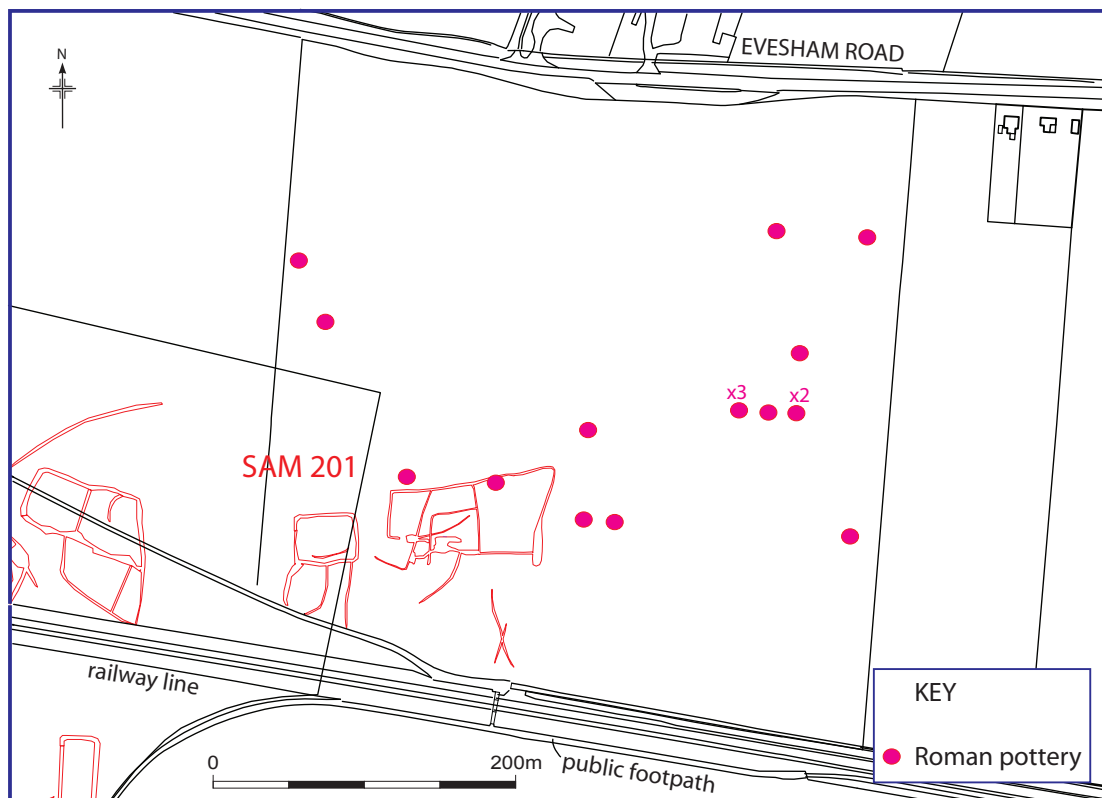 EVESHAM ROAD
N
x3
x2
SAM 201
railway line
0
200m
public footpath
KEY
Roman pottery